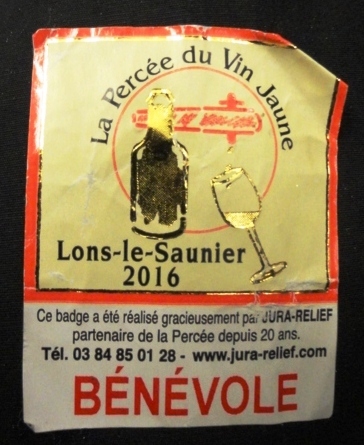 La Percée du Vin Jaune
Lons-le-Saunier
2016
Ce badge a été réalisé gracieusement par JURA-RELIEF
partenaire de la Percée depuis 20 ans.
Tél. 03 84 85 01 28 - www.jura-relief.com
BÉNÉVOLE